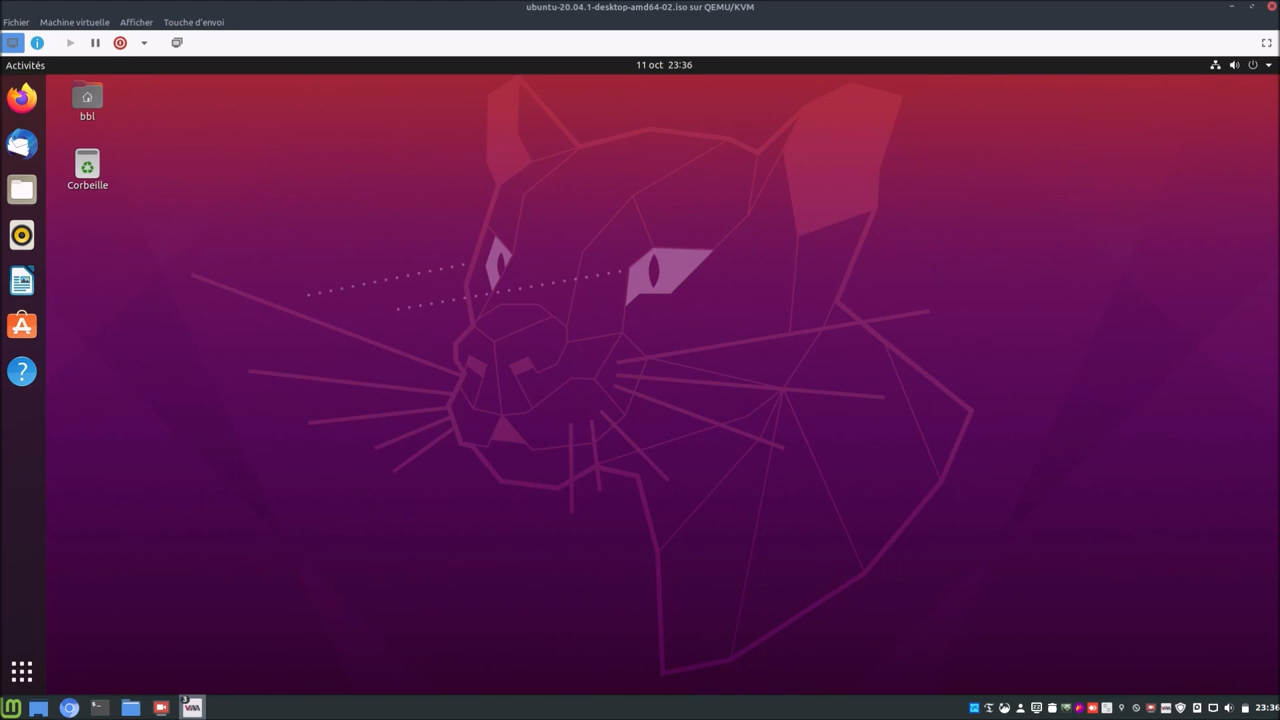 ubuntu-20.04.1-desktop-amd64-02.iso sur QEMU/KVM
Fichier Machine virtuelle Afficher Touche d'envoi
Activités 11 oct 23:36
bbl
Corbeille
23:36